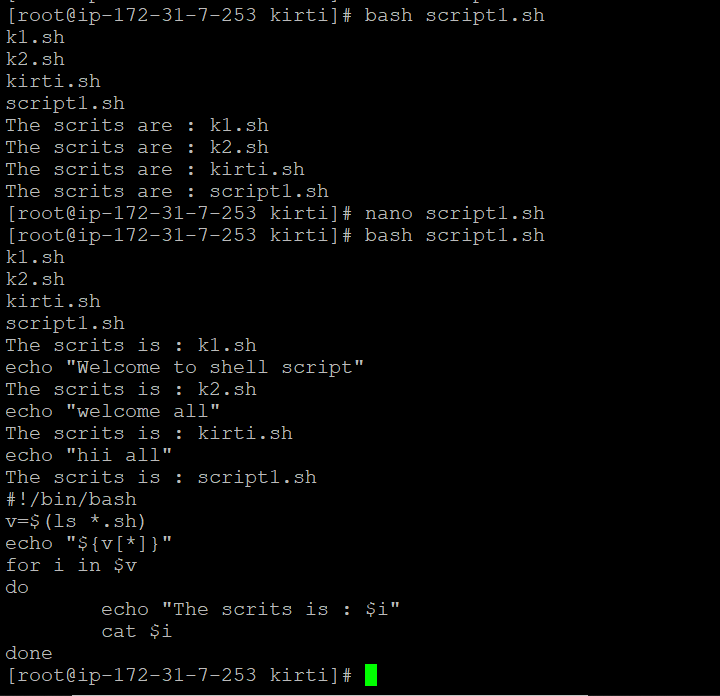 [root@ip-172-31-7-253 kirti]# bash script1.sh
k1.sh
k2.sh
kirti.sh
script1.sh
The scrits are : k1.sh
The scrits are : k2.sh
The scrits are : kirti.sh
The scrits are : script1.sh
[root@ip-172-31-7-253 kirti]# nano script1.sh
[root@ip-172-31-7-253 kirti]# bash script1.sh
k1.sh
k2.sh
kirti.sh
script1.sh
The scrits is : k1.sh
echo "Welcome to shell script"
The scrits is : k2.sh
echo "welcome all"
The scrits is : kirti.sh
echo "hii all"
The scrits is : script1.sh
#!/bin/bash
v=$(ls *.sh)
echo "${v[*]}"
for i in $v
do
        echo "The scrits is : $i"
        cat $i
done
[root@ip-172-31-7-253 kirti]#